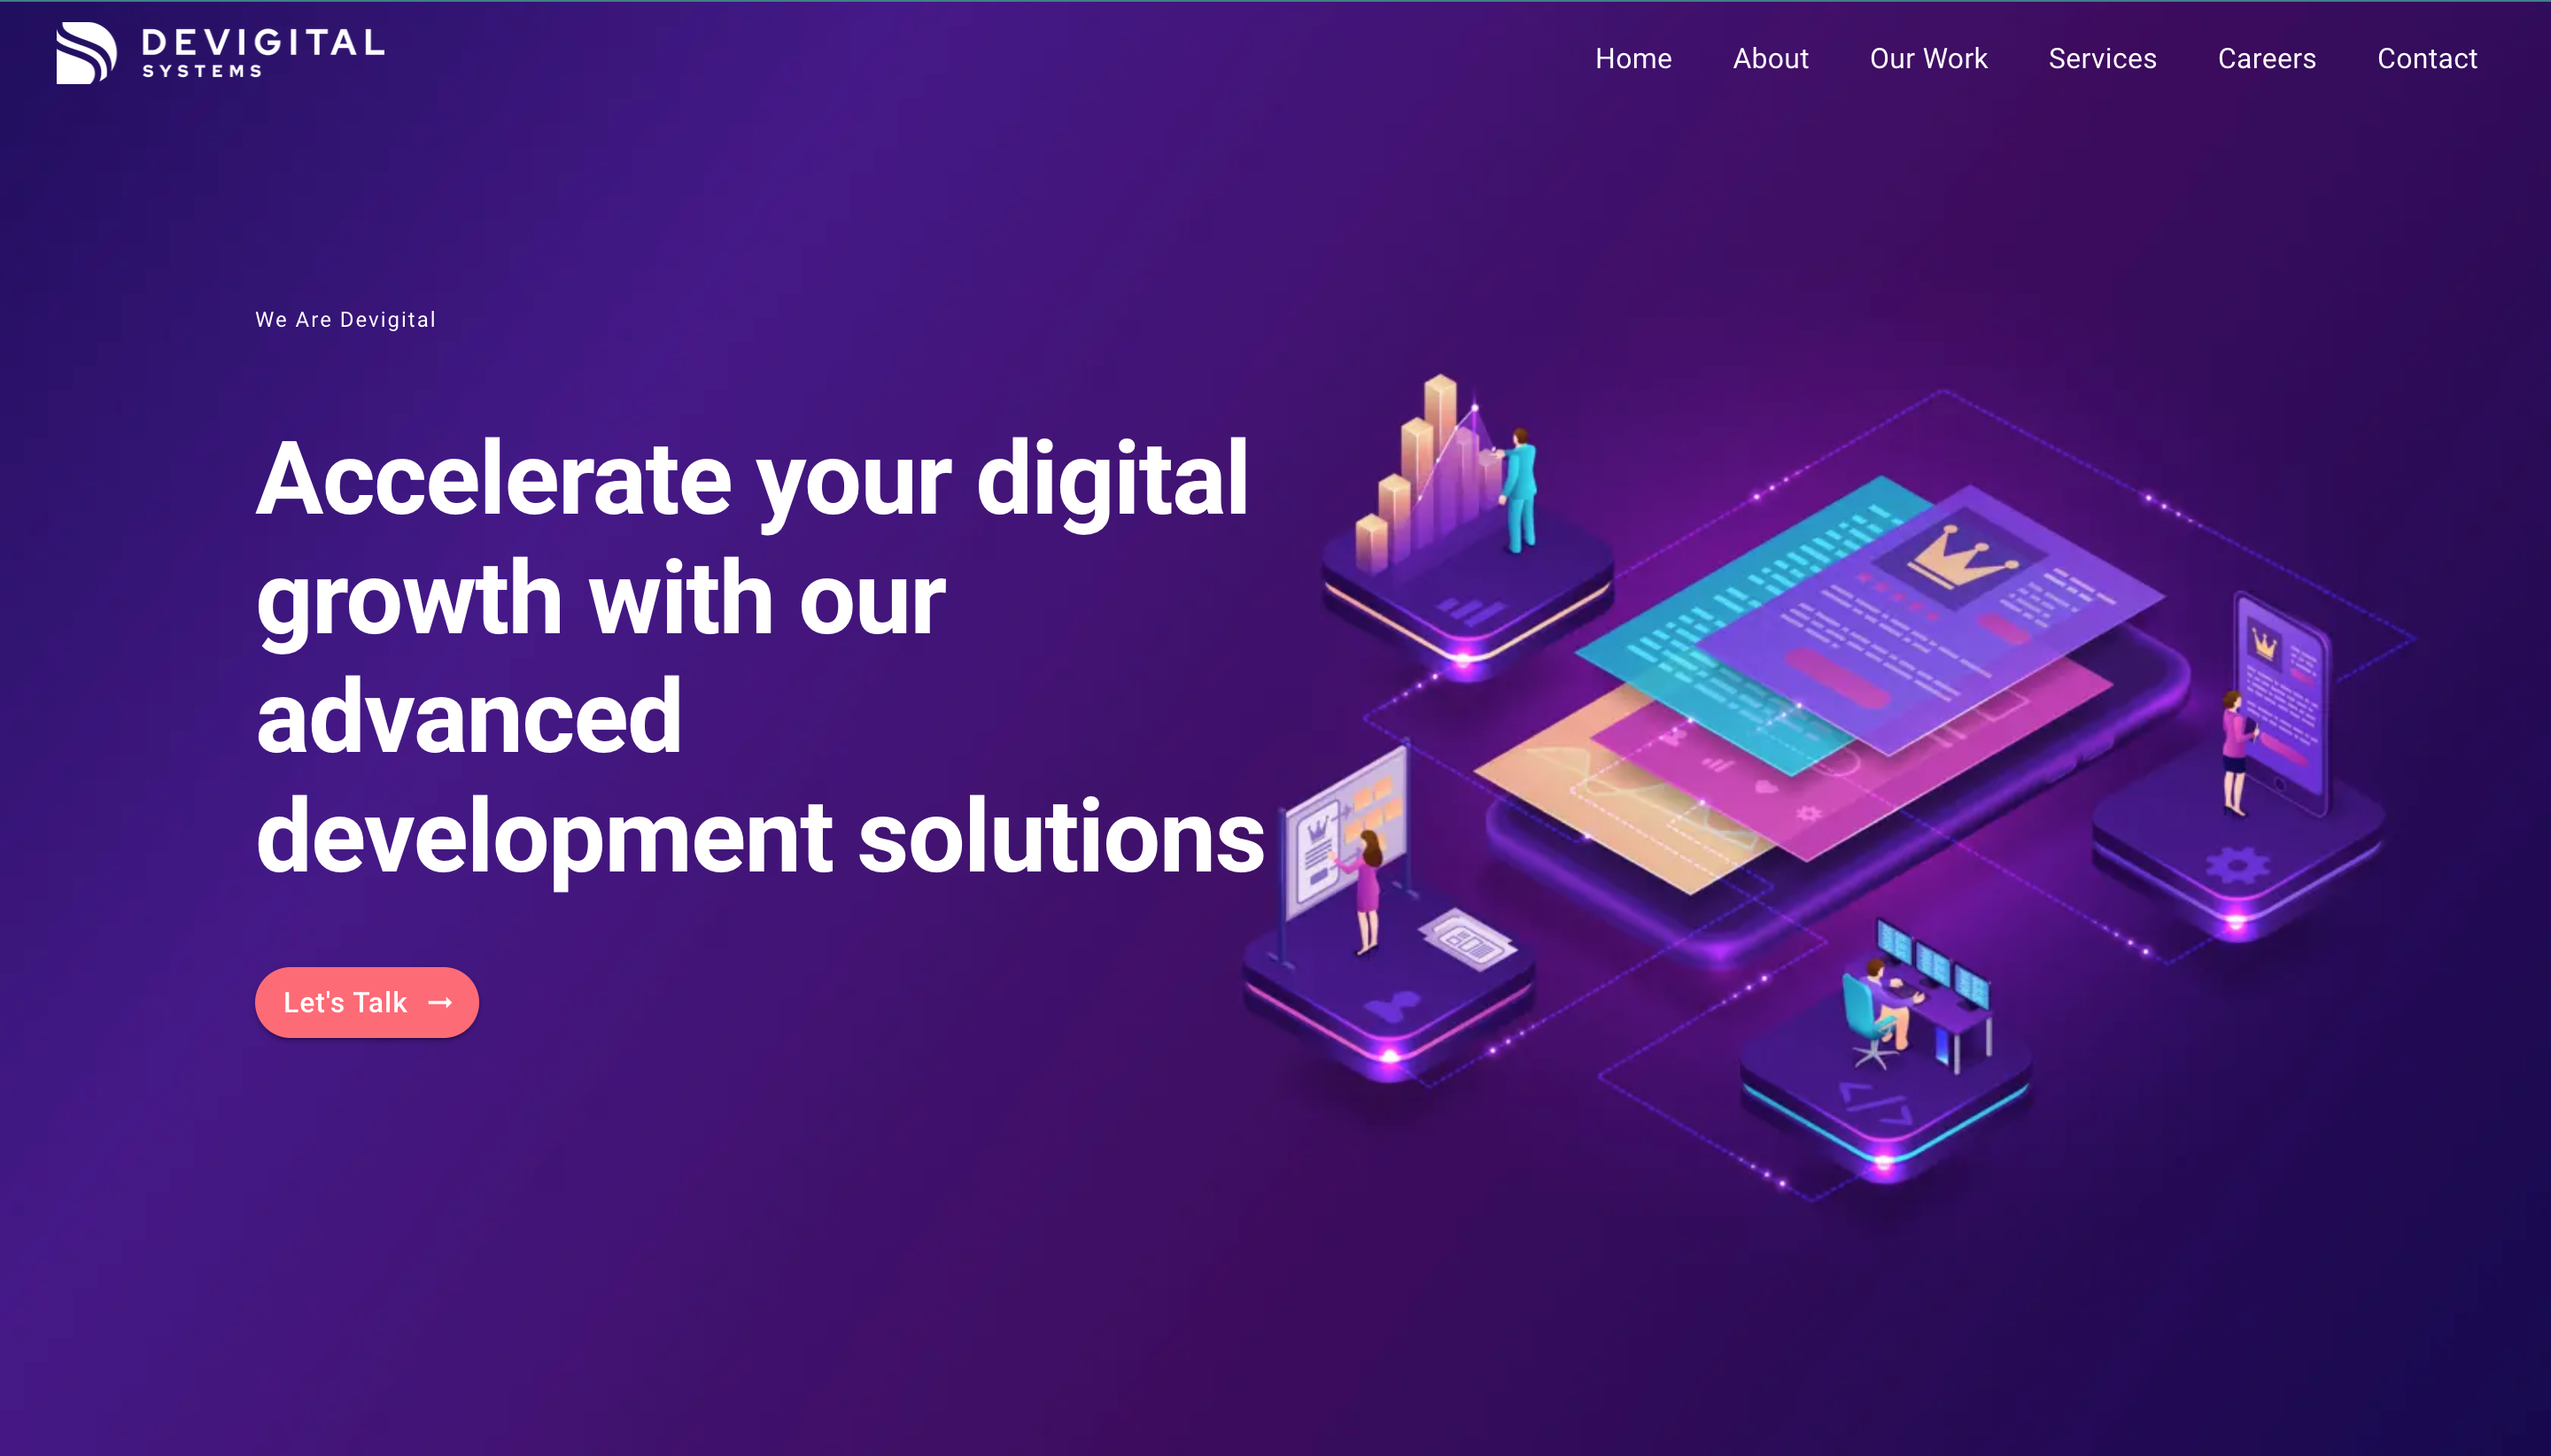 DEVIGITAL
SYSTEMS
Home About Our Work Services Careers Contact
We Are Devigital
Accelerate your digital
growth with our
advanced
development solutions
Let's Talk